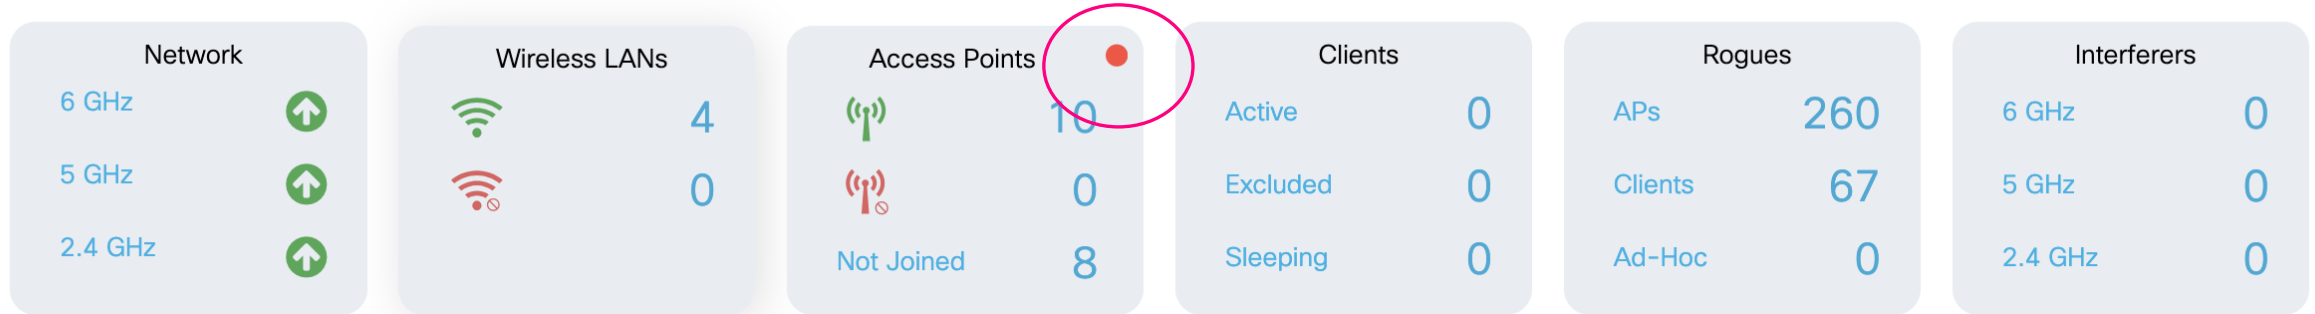 Network
6 GHz
5 GHz
2.4 GHz
Wireless LANs
4
0
Access Points
10
0
Not Joined 8
Clients
Active 0
Excluded 0
Sleeping 0
Rogues
APs 260
Clients 67
Ad-Hoc 0
Interferers
6 GHz 0
5 GHz 0
2.4 GHz 0